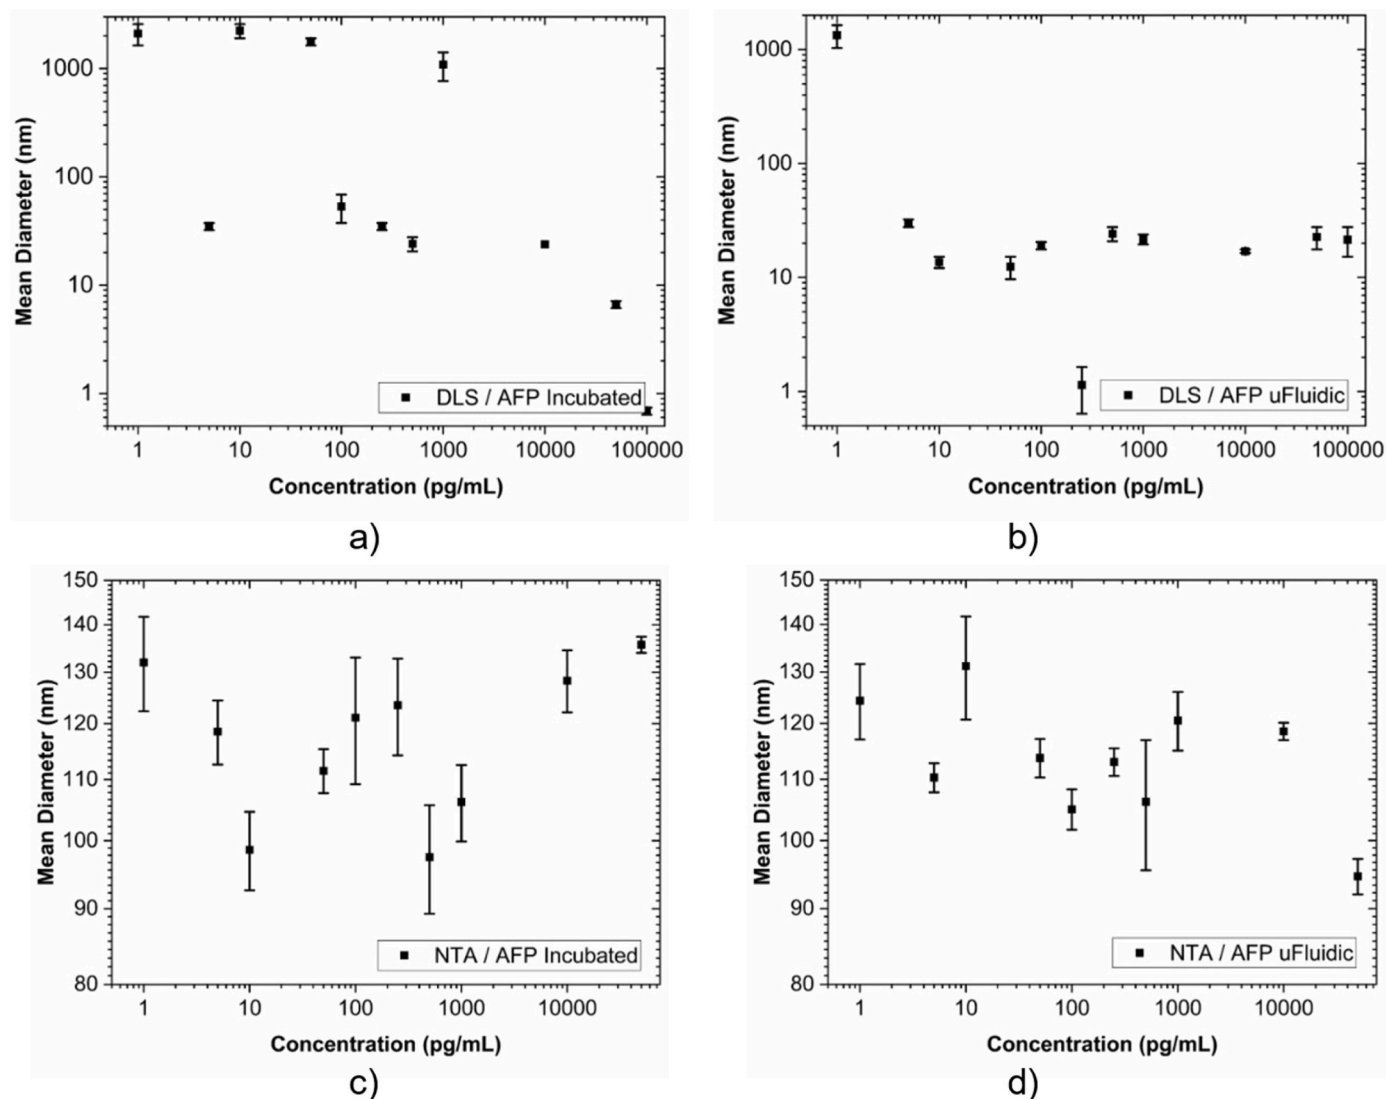 1000
100
10
1
Mean Diameter (nm)
DLS / AFP Incubated
1 10 100 1000 10000 100000
Concentration (pg/mL)
a)
1000
100
10
1
Mean Diameter (nm)
DLS / AFP uFluidic
1 10 100 1000 10000 100000
Concentration (pg/mL)
b)
150
140
130
120
110
100
90
80
Mean Diameter (nm)
NTA / AFP Incubated
1 10 100 1000 10000
Concentration (pg/mL)
c)
150
140
130
120
110
100
90
80
Mean Diameter (nm)
NTA / AFP uFluidic
1 10 100 1000 10000
Concentration (pg/mL)
d)